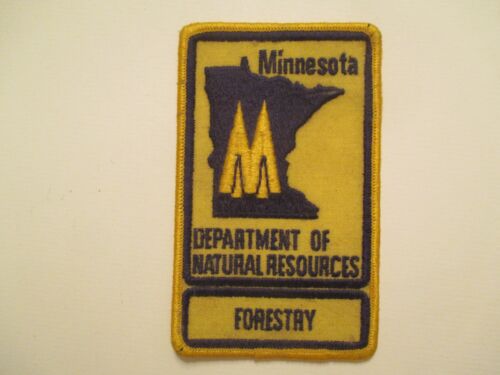 Minnesota
DEPARTMENT OF
NATURAL RESOURCES
FORESTRY